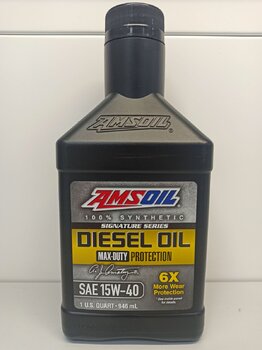 AMSOIL
AMSOIL
100% SYNTHETIC
SIGNATURE SERIES
DIESEL OIL
MAX-DUTY PROTECTION
SAE 15W-40
6X
More Wear
Protection
1 U.S. QUART • 946 mL